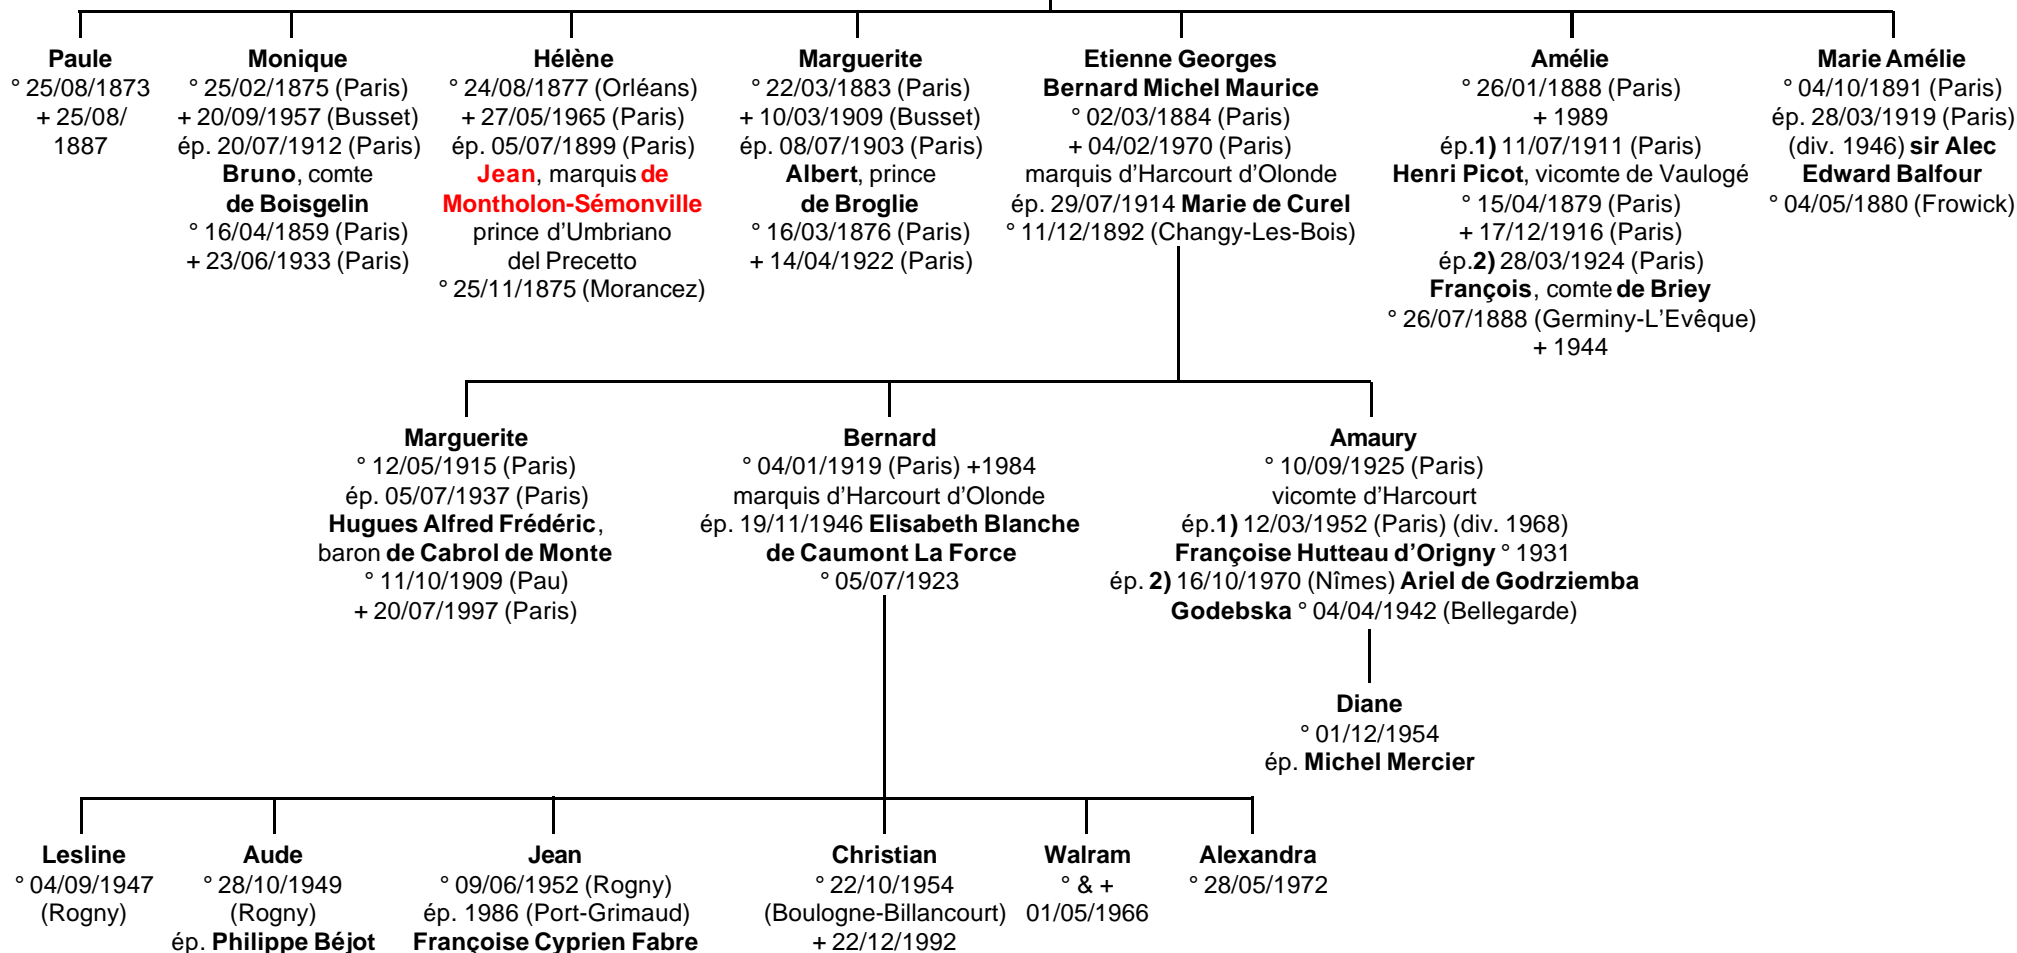 Paule
° 25/08/1873
+ 25/08/
1887
Monique
° 25/02/1875 (Paris)
+ 20/09/1957 (Busset)
ép. 20/07/1912 (Paris)
Bruno, comte
de Boisgelin
° 16/04/1859 (Paris)
+ 23/06/1933 (Paris)
Hélène
° 24/08/1877 (Orléans)
+ 27/05/1965 (Paris)
ép. 05/07/1899 (Paris)
Jean, marquis de
Montholon-Sémonville
prince d'Umbriano
del Precetto
° 25/11/1875 (Morancez)
Marguerite
° 22/03/1883 (Paris)
+ 10/03/1909 (Busset)
ép. 08/07/1903 (Paris)
Albert, prince
de Broglie
° 16/03/1876 (Paris)
+ 14/04/1922 (Paris)
Etienne Georges
Bernard Michel Maurice
° 02/03/1884 (Paris)
+ 04/02/1970 (Paris)
marquis d'Harcourt d'Olonde
ép. 29/07/1914 Marie de Curel
° 11/12/1892 (Changy-Les-Bois)
Amélie
° 26/01/1888 (Paris)
+ 1989
ép.1) 11/07/1911 (Paris)
Henri Picot, vicomte de Vaulogé
° 15/04/1879 (Paris)
+ 17/12/1916 (Paris)
ép.2) 28/03/1924 (Paris)
François, comte de Briey
° 26/07/1888 (Germiny-L'Evêque)
+ 1944
Marie Amélie
° 04/10/1891 (Paris)
ép. 28/03/1919 (Paris)
(div. 1946) sir Alec
Edward Balfour
° 04/05/1880 (Frowick)
Marguerite
° 12/05/1915 (Paris)
ép. 05/07/1937 (Paris)
Hugues Alfred Frédéric,
baron de Cabrol de Monte
° 11/10/1909 (Pau)
+ 20/07/1997 (Paris)
Bernard
° 04/01/1919 (Paris) +1984
marquis d'Harcourt d'Olonde
ép. 19/11/1946 Elisabeth Blanche
de Caumont La Force
° 05/07/1923
Amaury
° 10/09/1925 (Paris)
vicomte d'Harcourt
ép.1) 12/03/1952 (Paris) (div. 1968)
Françoise Hutteau d'Origny ° 1931
ép. 2) 16/10/1970 (Nîmes) Ariel de Godrziemba
Godebska ° 04/04/1942 (Bellegarde)
Diane
° 01/12/1954
ép. Michel Mercier
Lesline
° 04/09/1947
(Rogny)
Aude
° 28/10/1949
(Rogny)
ép. Philippe Béjot
Jean
° 09/06/1952 (Rogny)
ép. 1986 (Port-Grimaud)
Françoise Cyprien Fabre
Christian
° 22/10/1954
(Boulogne-Billancourt)
+ 22/12/1992
Walram
° & +
01/05/1966
Alexandra
° 28/05/1972